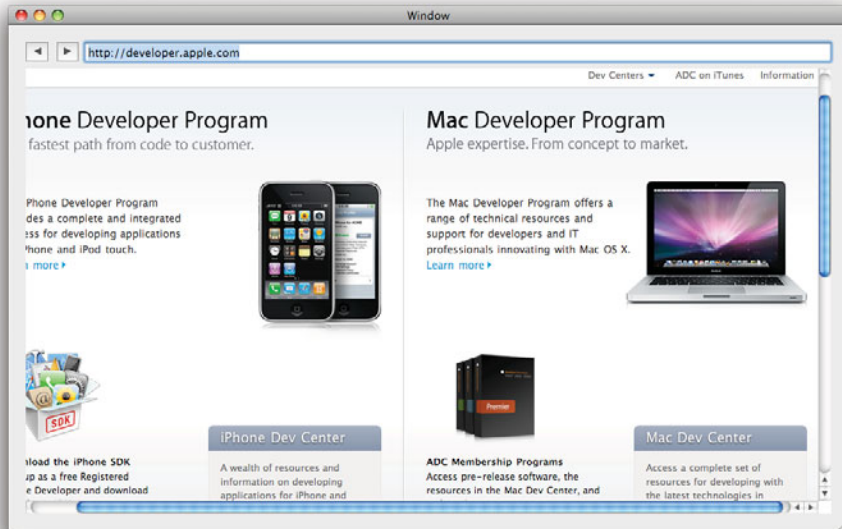 Window
http://developer.apple.com
Dev Centers ADC on iTunes Information
hone Developer Program
fastest path from code to customer.
Phone Developer Program
des a complete and integrated
ess for developing applications
Phone and iPod touch.
n more
Mac Developer Program
Apple expertise. From concept to market.
The Mac Developer Program offers a
range of technical resources and
support for developers and IT
professionals innovating with Mac OS X.
Learn more
SDK
nload the iPhone SDK
up as a free Registered
e Developer and download
iPhone Dev Center
A wealth of resources and
information on developing
applications for iPhone and
Premier
ADC Membership Programs
Access pre-release software, the
resources in the Mac Dev Center, and
Mac Dev Center
Access a complete set of
resources for developing with
the latest technologies in